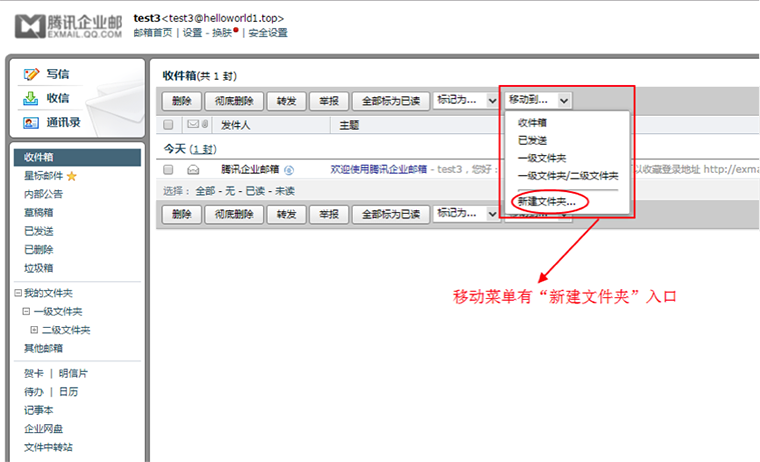 腾讯企业邮
EXMAIL.QQ.COM
test3<test3@helloworld1.top>
邮箱首页 | 设置 - 换肤 | 安全设置
写信
收信
通讯录
收件箱
星标邮件
内部公告
草稿箱
已发送
已删除
垃圾箱
我的文件夹
一级文件夹
二级文件夹
其他邮箱
贺卡 | 明信片
待办 | 日历
记事本
企业网盘
文件中转站
收件箱(共 1 封)
删除 彻底删除 转发 举报 全部标为已读 标记为... 移动到...
发件人 主题
今天 (1 封)
腾讯企业邮箱 欢迎使用腾讯企业邮箱 - test3，您好： 以收藏登录地址 http://exma
选择： 全部 - 无 - 已读 - 未读
删除 彻底删除 转发 举报 全部标为已读 标记为...
收件箱
已发送
一级文件夹
一级文件夹/二级文件夹
新建文件夹...
移动菜单有“新建文件夹”入口